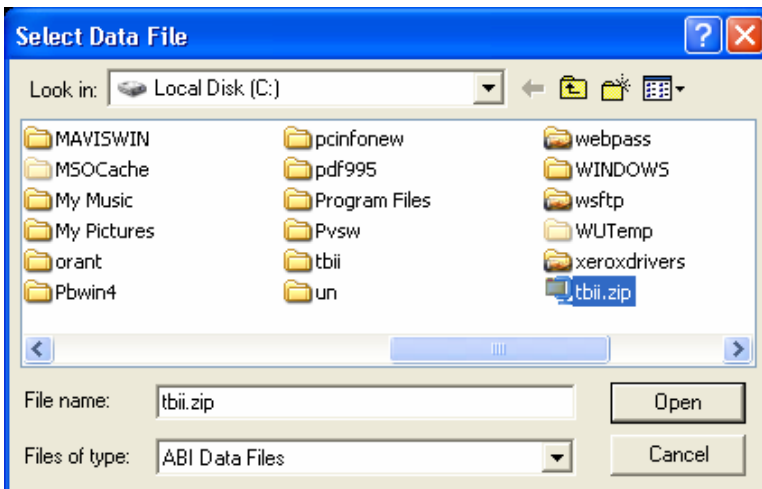 Select Data File
Look in: Local Disk (C:)
MAVISWIN pcinfonew webpass
MSOCache pdf995 WINDOWS
My Music Program Files wsftp
My Pictures Pvsw WUTemp
orant tbii xeroxdrivers
Pbwin4 un tbii.zip
File name: tbii.zip Open
Files of type: ABI Data Files Cancel